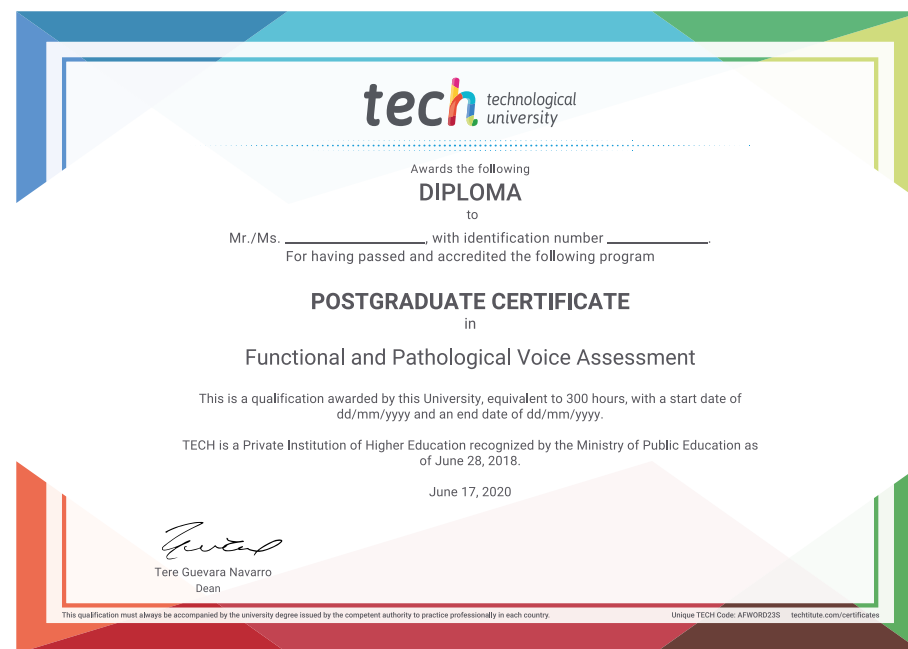 tech technological
university
Awards the following
DIPLOMA
to
Mr./Ms. ____________, with identification number ____________.
For having passed and accredited the following program
POSTGRADUATE CERTIFICATE
in
Functional and Pathological Voice Assessment
This is a qualification awarded by this University, equivalent to 300 hours, with a start date of
dd/mm/yyyy and an end date of dd/mm/yyyy.
TECH is a Private Institution of Higher Education recognized by the Ministry of Public Education as
of June 28, 2018.
June 17, 2020
Tere Guevara Navarro
Dean
This qualification must always be accompanied by the university degree issued by the competent authority to practice professionally in each country.
Unique TECH Code: AFWORD23S techtitute.com/certificates